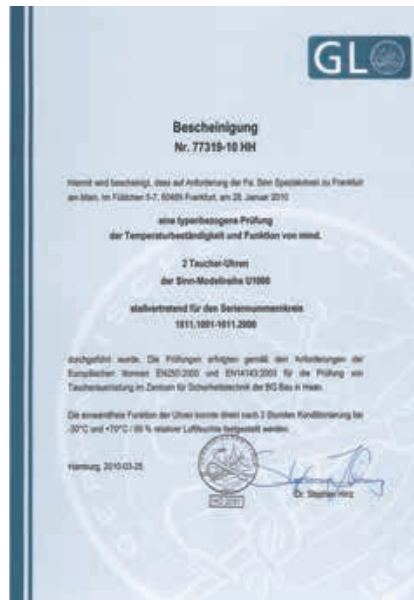 GL
Bescheinigung
Nr. 77319-10 HH
Hiermit wird bescheinigt, dass auf Anforderung der Fa. Sinn Spezialuhren zu Frankfurt
am Main, Im Füldchen 5-7, 60489 Frankfurt, am 28. Januar 2010
eine typenbezogene Prüfung
der Temperaturbeständigkeit und Funktion von mind.
2 Taucher-Uhren
der Sinn-Modellreihe U1000
stellvertretend für den Seriennummernkreis
1011.1001-1011.2000
durchgeführt wurde. Die Prüfungen erfolgten gemäß den Anforderungen der
Europäischen Normen EN250:2000 und EN14143:2003 für die Prüfung von
Taucherausrüstung im Zentrum für Sicherheitstechnik der BG Bau in Haan.
Die einwandfreie Funktion der Uhren konnte direkt nach 3 Stunden Konditionierung bei
-30°C und +70°C / 95 % relativer Luftfeuchte festgestellt werden.
Hamburg, 2010-03-25
Dr. Stephan Hinz